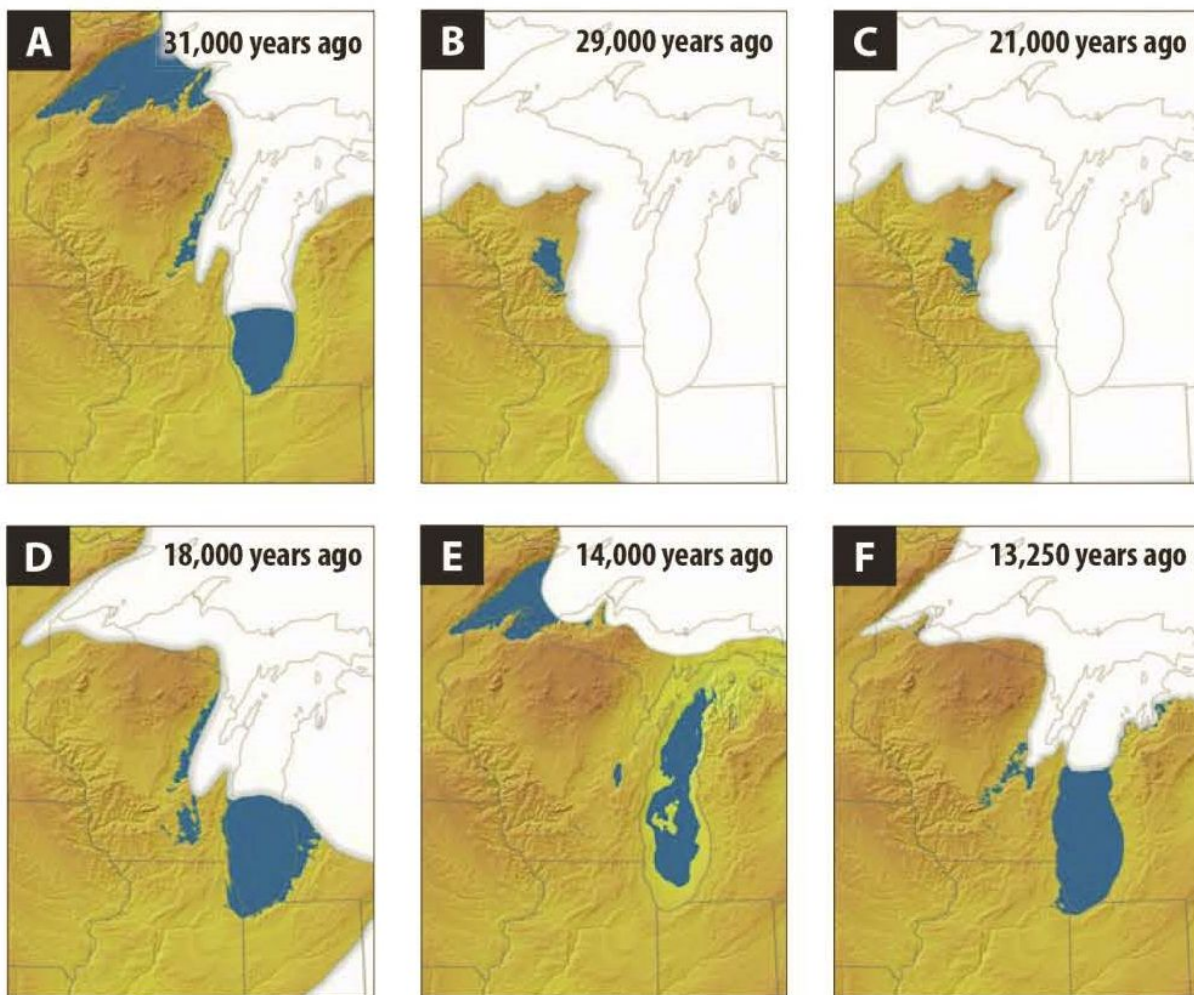 A
31,000 years ago
B
29,000 years ago
C
21,000 years ago
D
18,000 years ago
E
14,000 years ago
F
13,250 years ago